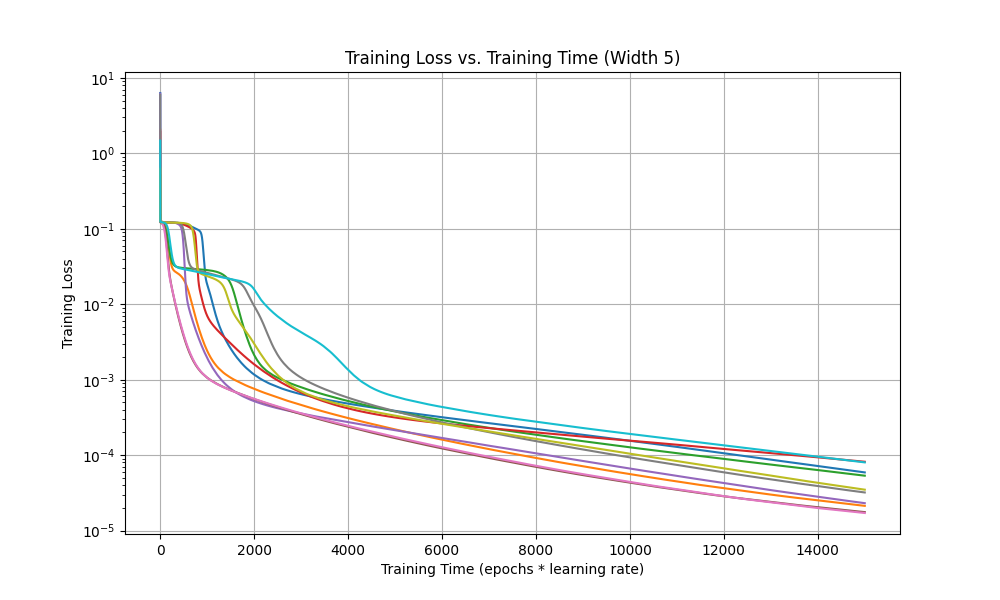 Training Loss vs. Training Time (Width 5)
Training Loss
10¹
10⁰
10⁻¹
10⁻²
10⁻³
10⁻⁴
10⁻⁵
0 2000 4000 6000 8000 10000 12000 14000
Training Time (epochs * learning rate)